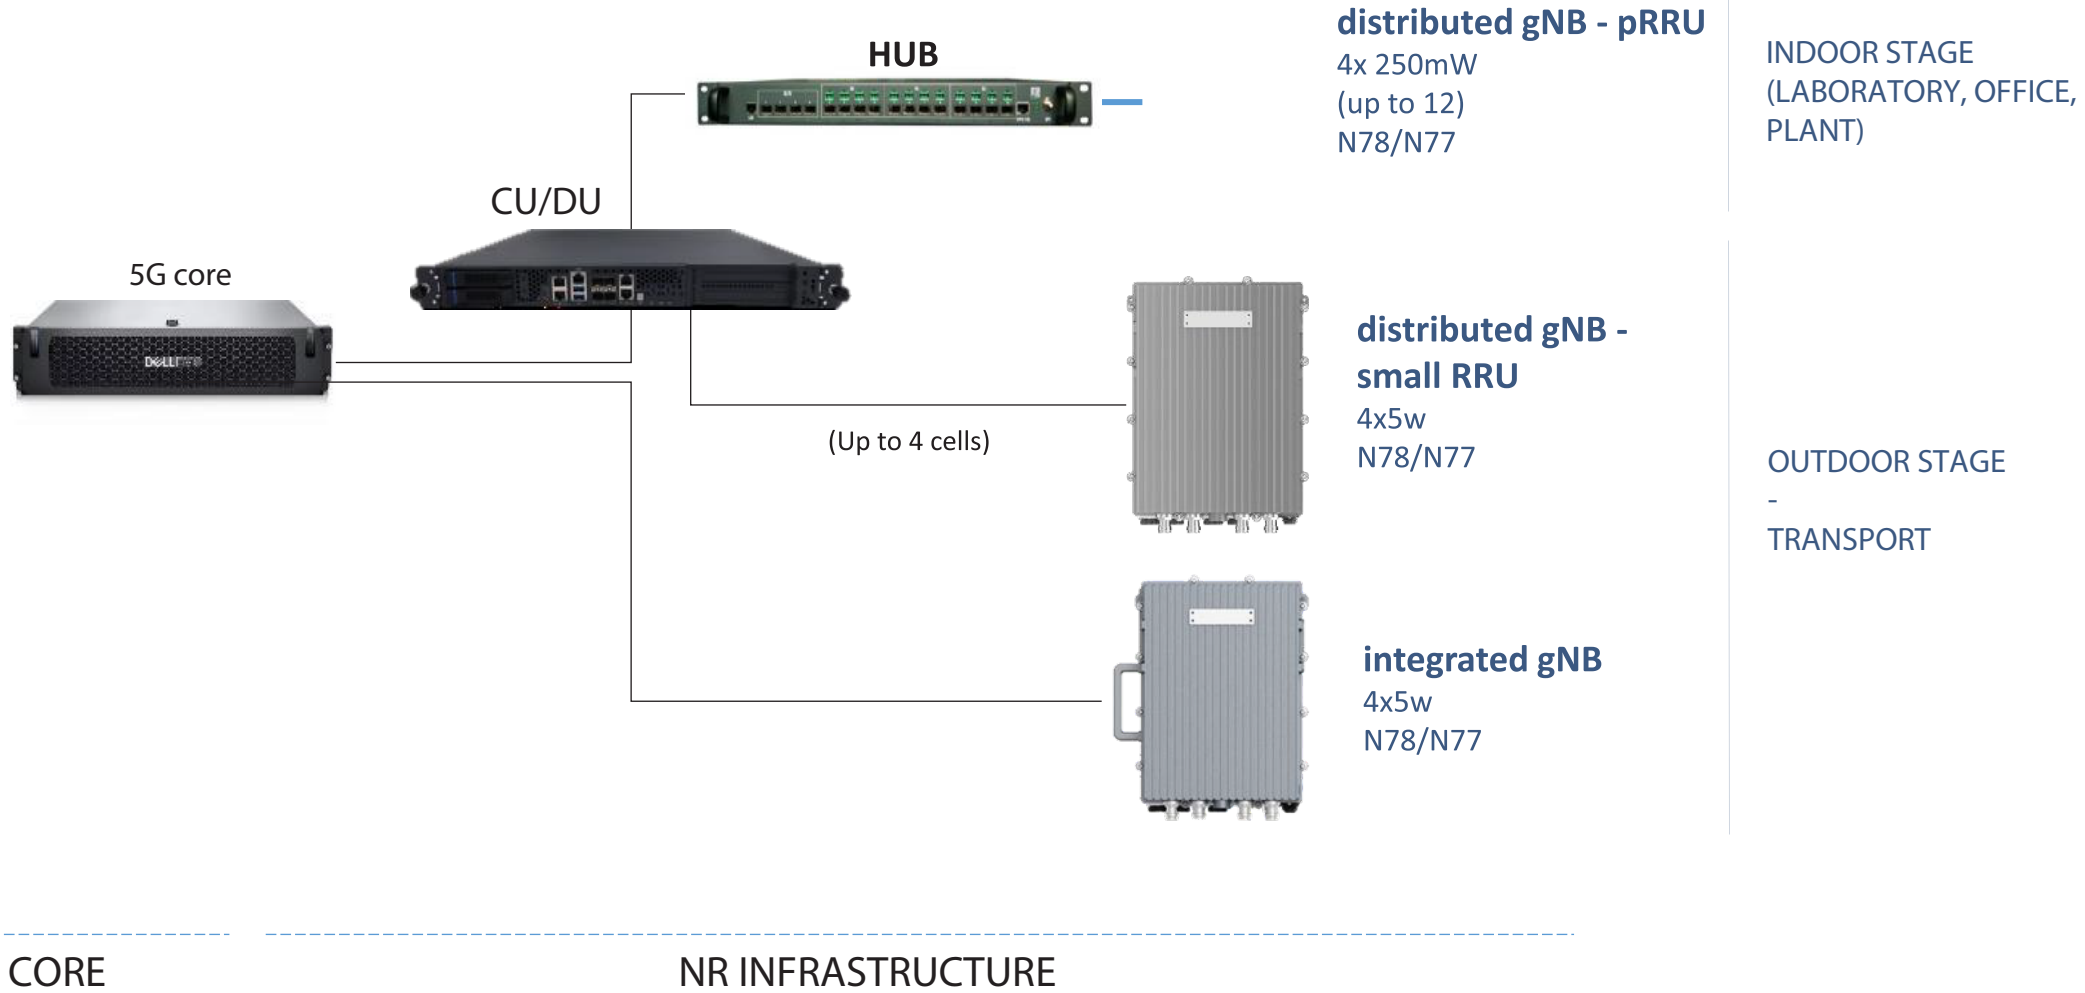 distributed gNB - pRRU
4x 250mW
(up to 12)
N78/N77
INDOOR STAGE
(LABORATORY, OFFICE,
PLANT)
HUB
CU/DU
5G core
DELL
distributed gNB -
small RRU
4x5w
N78/N77
(Up to 4 cells)
OUTDOOR STAGE
-
TRANSPORT
integrated gNB
4x5w
N78/N77
CORE
NR INFRASTRUCTURE